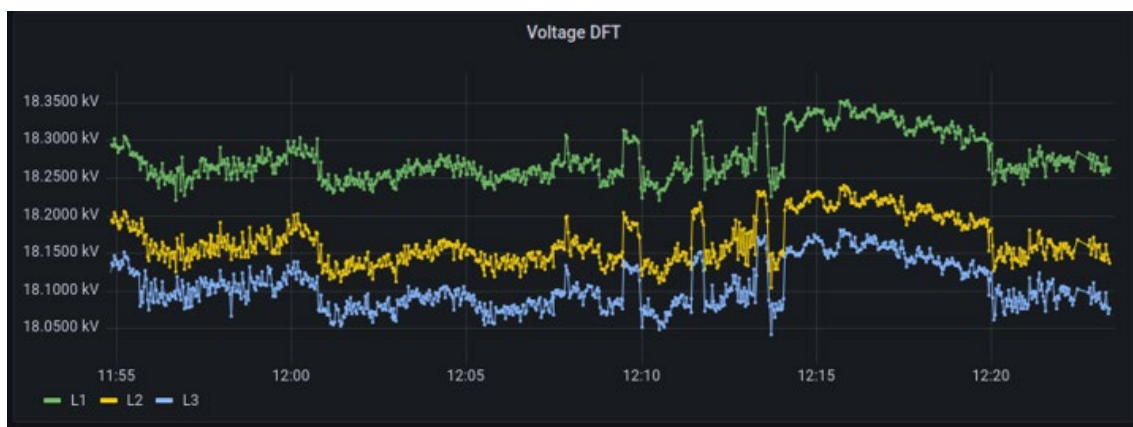 Voltage DFT
18.3500 kV
18.3000 kV
18.2500 kV
18.2000 kV
18.1500 kV
18.1000 kV
18.0500 kV
11:55 12:00 12:05 12:10 12:15 12:20
L1 L2 L3